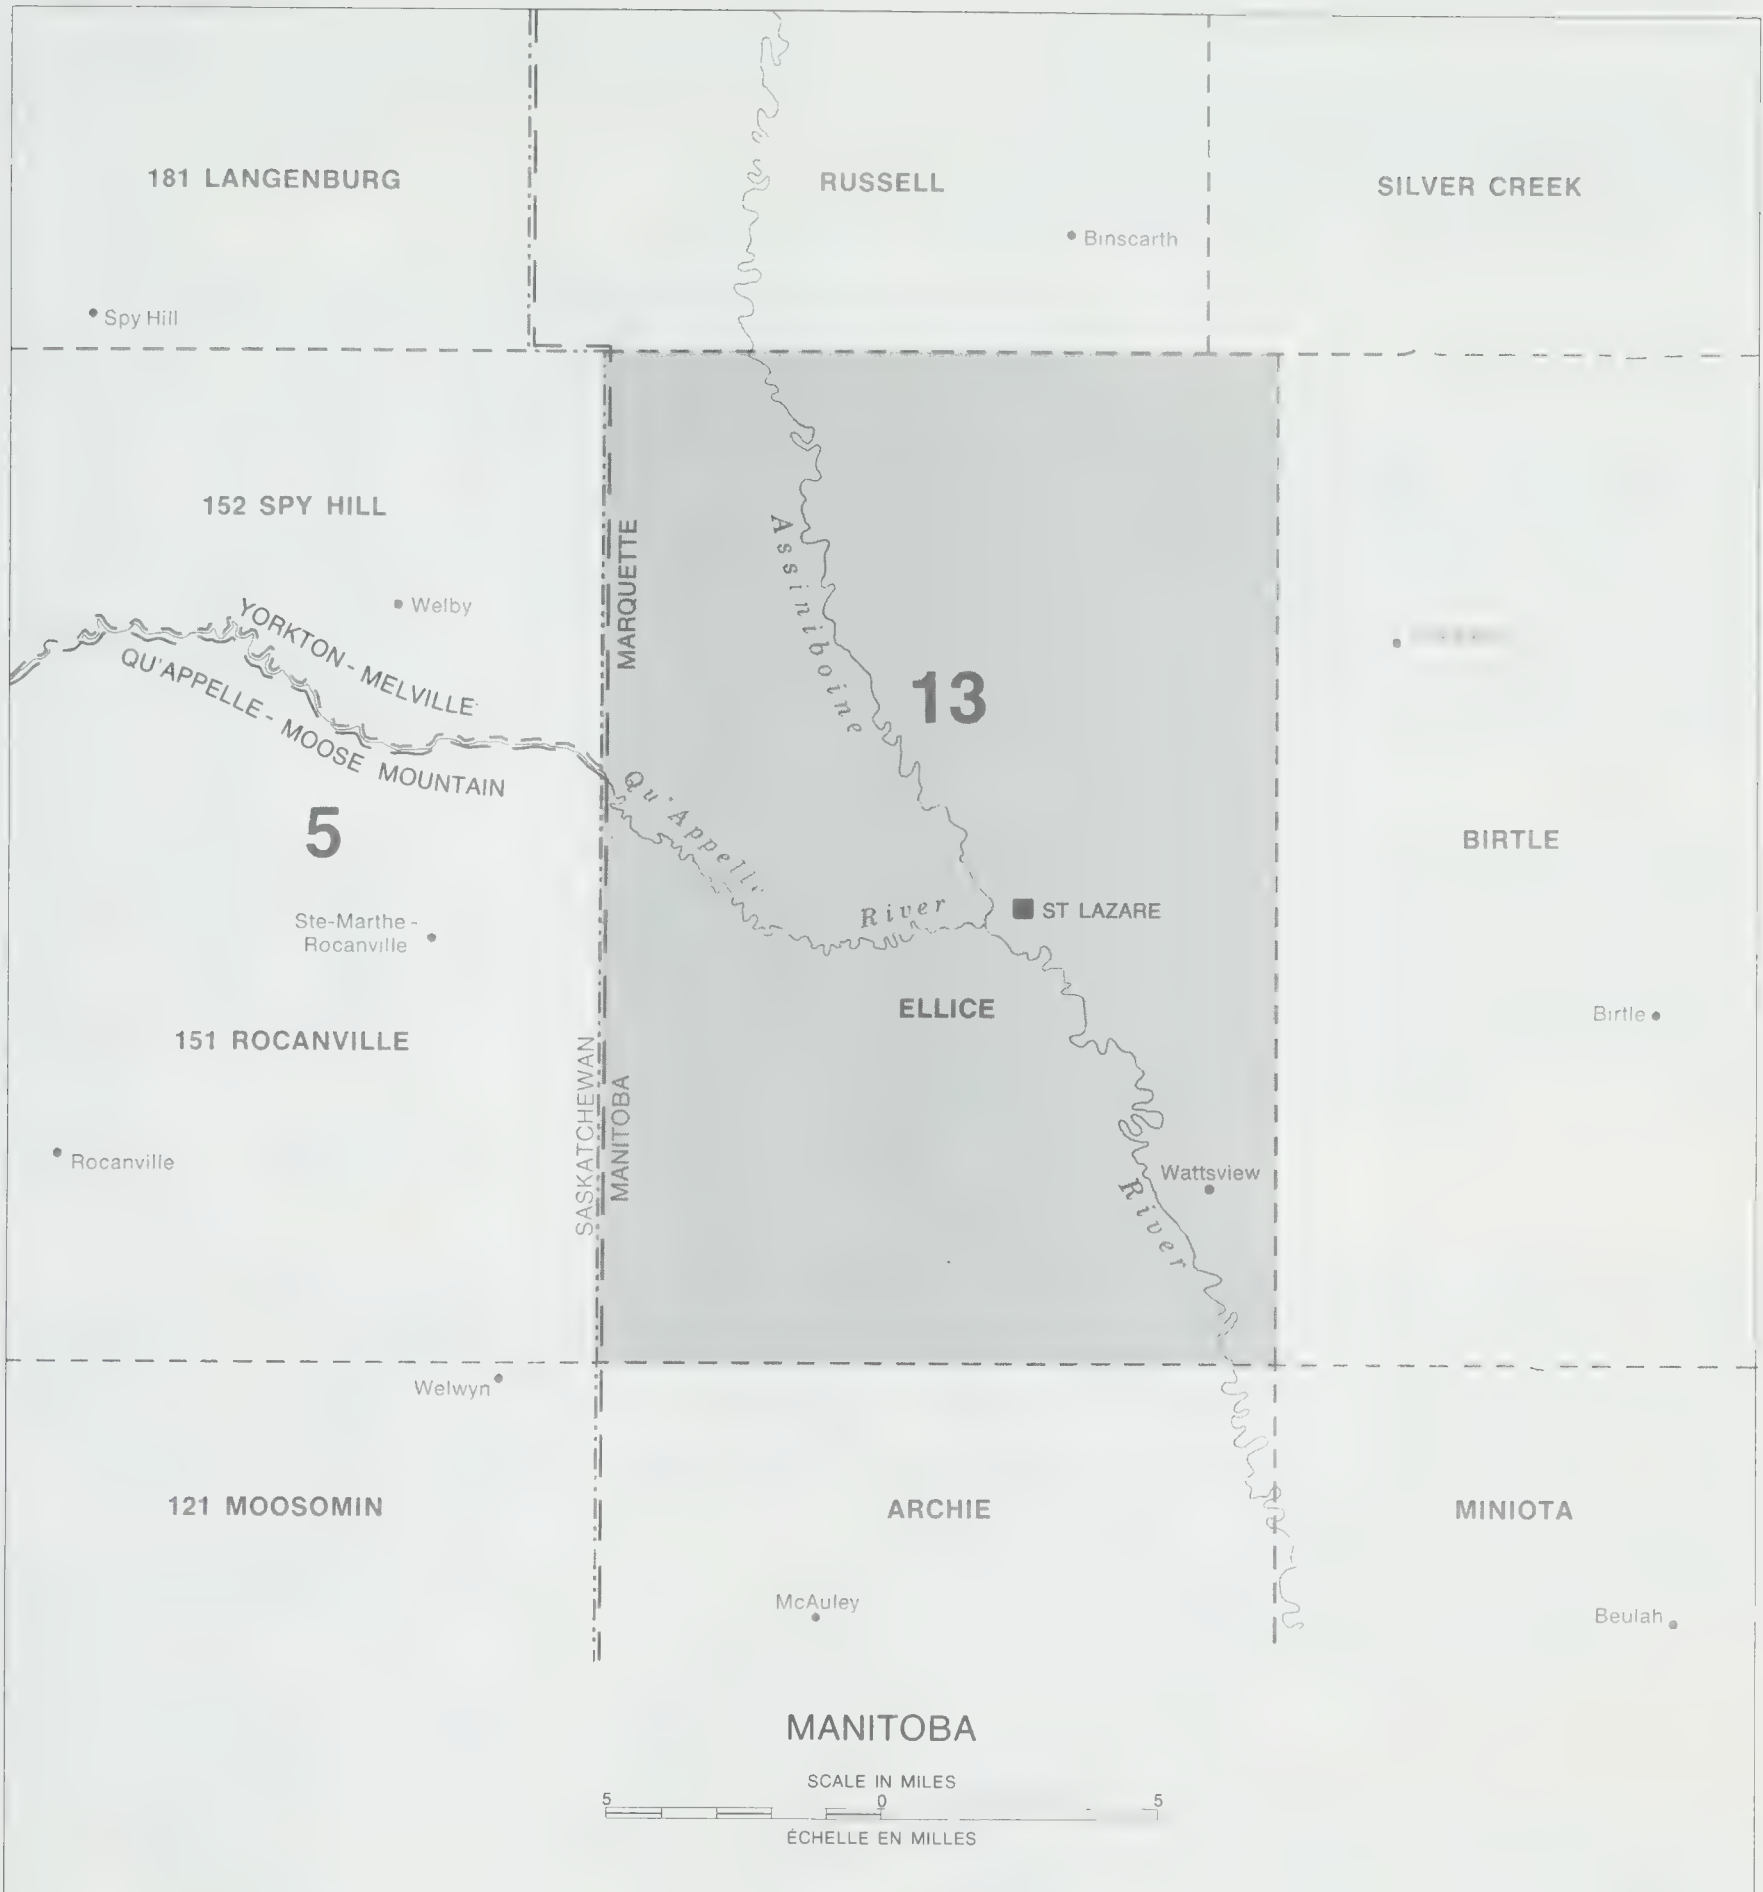 181 LANGENBURG
RUSSELL
SILVER CREEK
Binscarth
Spy Hill
152 SPY HILL
MARQUETTE
Assiniboine
Welby
YORKTON - MELVILLE
QU'APPELLE - MOOSE MOUNTAIN
13
Qu'Appelle
5
BIRTLE
River
ST LAZARE
Ste-Marthe -
Rocanville
ELLICE
Birtle
151 ROCANVILLE
SASKATCHEWAN
MANITOBA
Rocanville
Wattsview
River
Welwyn
121 MOOSOMIN
ARCHIE
MINIOTA
McAuley
Beulah
MANITOBA
SCALE IN MILES
5 0 5
ÉCHELLE EN MILLES